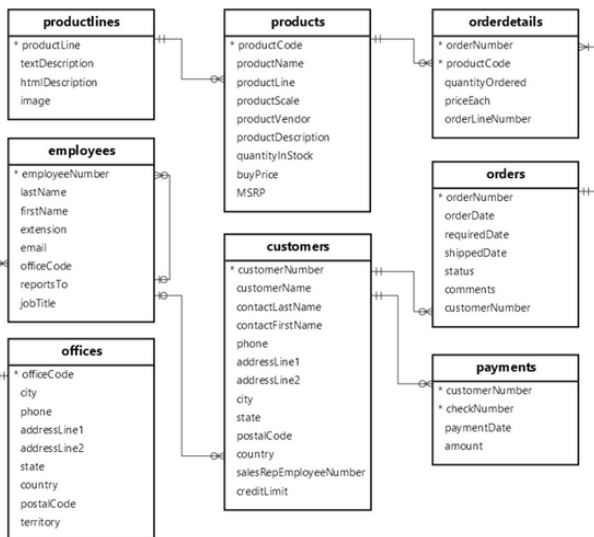 productlines
* productLine
textDescription
htmlDescription
image
products
* productCode
productName
productLine
productScale
productVendor
productDescription
quantityInStock
buyPrice
MSRP
orderdetails
* orderNumber
* productCode
quantityOrdered
priceEach
orderLineNumber
employees
* employeeNumber
lastName
firstName
extension
email
officeCode
reportsTo
jobTitle
customers
* customerNumber
customerName
contactLastName
contactFirstName
phone
addressLine1
addressLine2
city
state
postalCode
country
salesRepEmployeeNumber
creditLimit
orders
* orderNumber
orderDate
requiredDate
shippedDate
status
comments
customerNumber
offices
* officeCode
city
phone
addressLine1
addressLine2
state
country
postalCode
territory
payments
* customerNumber
* checkNumber
paymentDate
amount